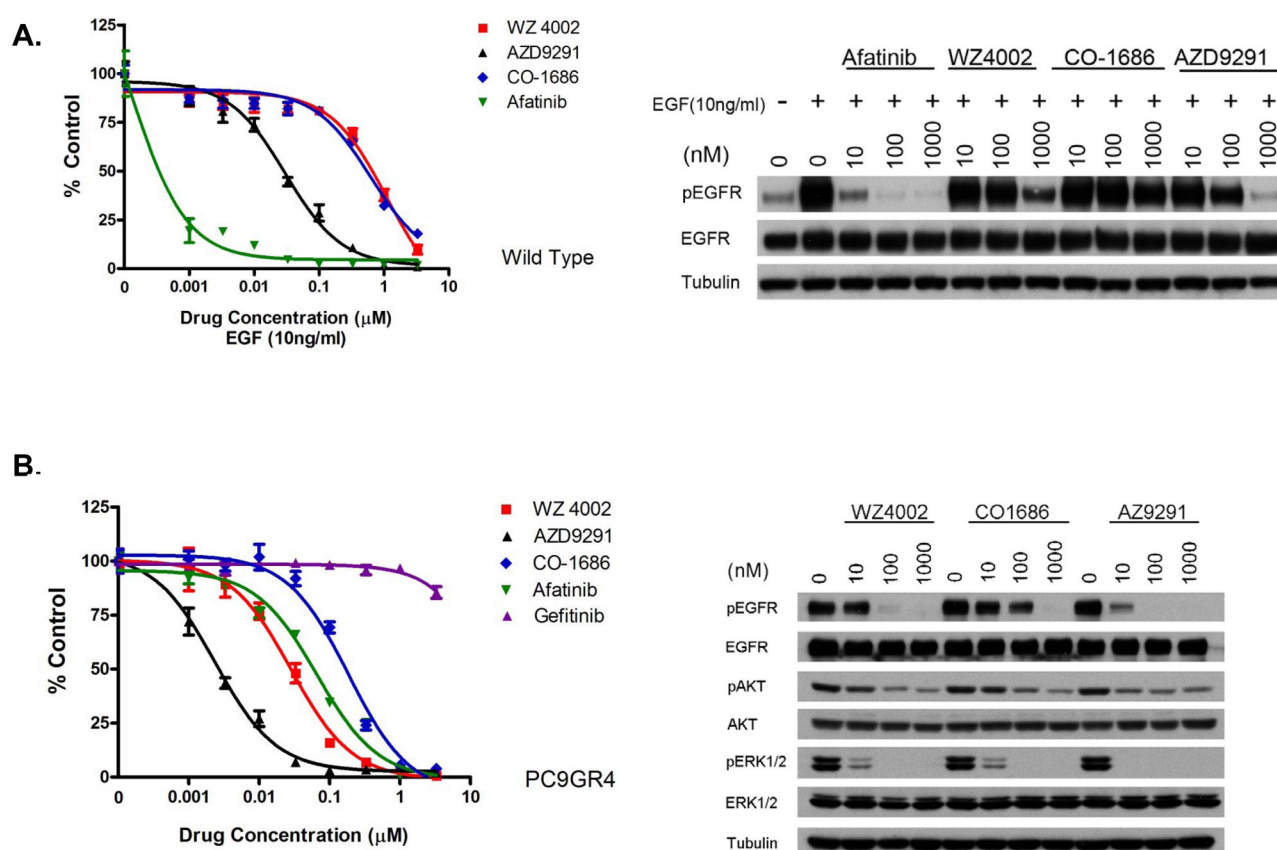 A.
125
100
75
50
25
0
% Control
0 0.001 0.01 0.1 1 10
Drug Concentration (μM)
EGF (10ng/ml)
WZ 4002
AZD9291
CO-1686
Afatinib
Wild Type
Afatinib WZ4002 CO-1686 AZD9291
EGF(10ng/ml) - + + + + + + + + + + + + +
(nM) 0 0 10 100 1000 10 100 1000 10 100 1000 10 100 1000
pEGFR
EGFR
Tubulin
B.
125
100
75
50
25
0
% Control
0 0.001 0.01 0.1 1 10
Drug Concentration (μM)
WZ 4002
AZD9291
CO-1686
Afatinib
Gefitinib
PC9GR4
WZ4002 CO1686 AZ9291
(nM) 0 10 100 1000 0 10 100 1000 0 10 100 1000
pEGFR
EGFR
pAKT
AKT
pERK1/2
ERK1/2
Tubulin